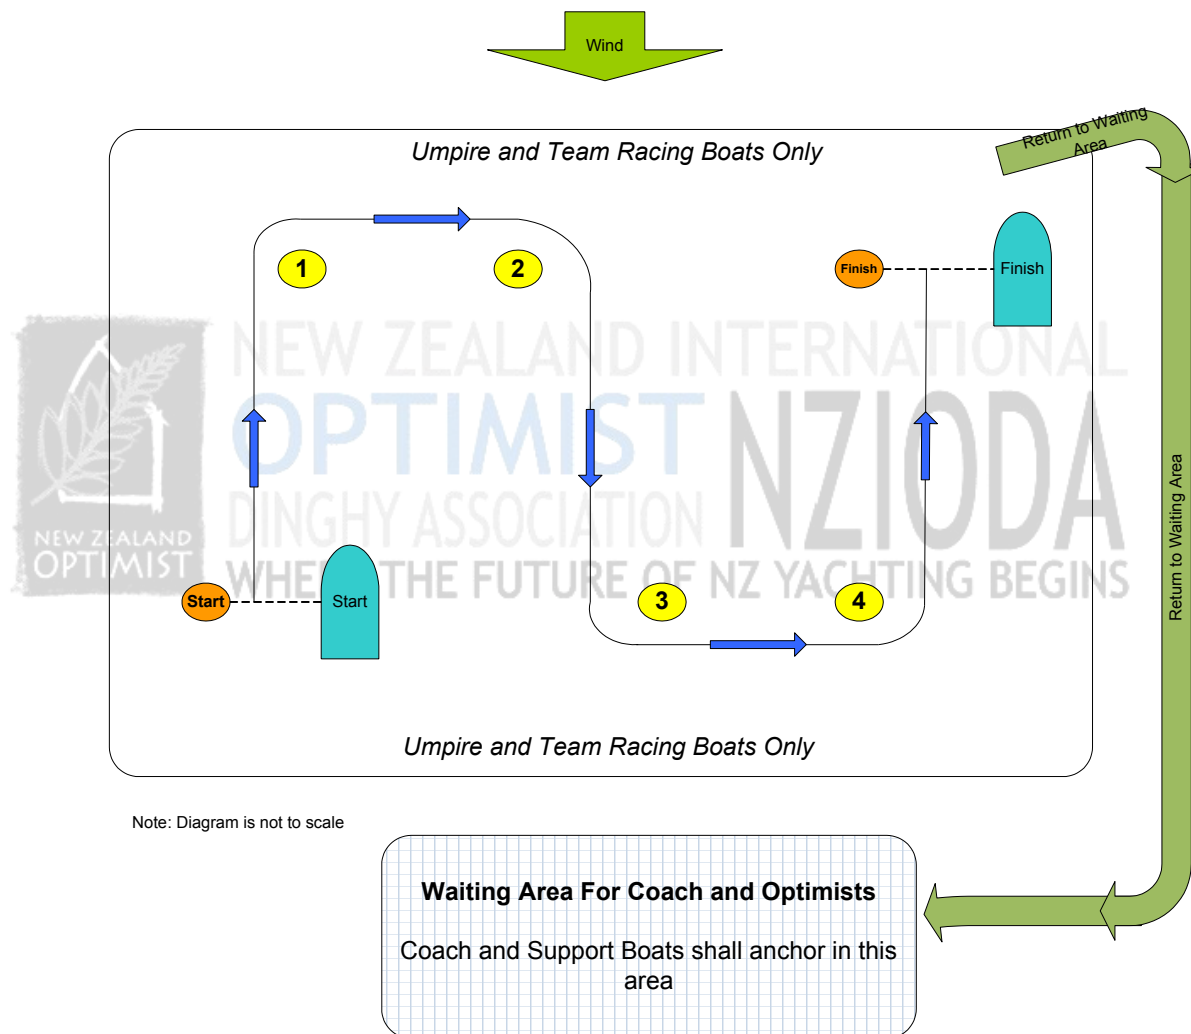 Wind
Return to Waiting
Area
Umpire and Team Racing Boats Only
1
2
Finish
Finish
NEW ZEALAND INTERNATIONAL
OPTIMIST NZIODA
DINGHY ASSOCIATION
WHERE THE FUTURE OF NZ YACHTING BEGINS
NEW ZEALAND
OPTIMIST
Return to Waiting Area
Start
Start
3
4
Umpire and Team Racing Boats Only
Note: Diagram is not to scale
Waiting Area For Coach and Optimists
Coach and Support Boats shall anchor in this
area